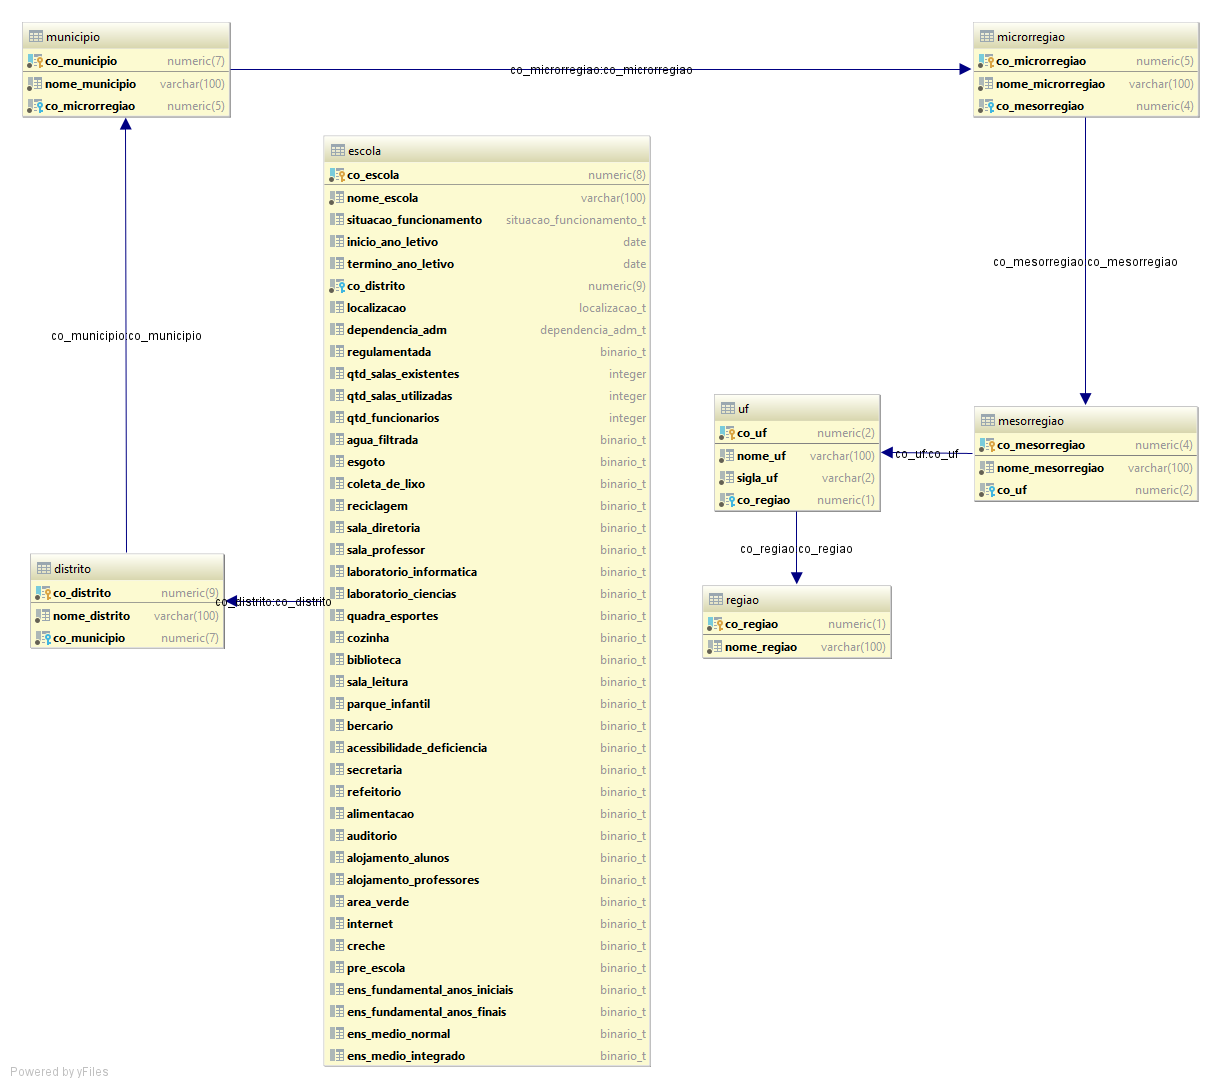 municipio
co_municipio numeric(7)
nome_municipio varchar(100)
co_microrregiao numeric(5)
co_microrregiao:co_microrregiao
microrregiao
co_microrregiao numeric(5)
nome_microrregiao varchar(100)
co_mesorregiao numeric(4)
escola
co_escola numeric(8)
nome_escola varchar(100)
situacao_funcionamento situacao_funcionamento_t
inicio_ano_letivo date
termino_ano_letivo date
co_distrito numeric(9)
localizacao localizacao_t
dependencia_adm dependencia_adm_t
regulamentada binario_t
qtd_salas_existentes integer
qtd_salas_utilizadas integer
qtd_funcionarios integer
agua_filtrada binario_t
esgoto binario_t
coleta_de_lixo binario_t
reciclagem binario_t
sala_diretoria binario_t
sala_professor binario_t
laboratorio_informatica binario_t
laboratorio_ciencias binario_t
quadra_esportes binario_t
cozinha binario_t
biblioteca binario_t
sala_leitura binario_t
parque_infantil binario_t
bercario binario_t
acessibilidade_deficiencia binario_t
secretaria binario_t
refeitorio binario_t
alimentacao binario_t
auditorio binario_t
alojamento_alunos binario_t
alojamento_professores binario_t
area_verde binario_t
internet binario_t
creche binario_t
pre_escola binario_t
ens_fundamental_anos_iniciais binario_t
ens_fundamental_anos_finais binario_t
ens_medio_normal binario_t
ens_medio_integrado binario_t
co_mesorregiao:co_mesorregiao
co_municipio:co_municipio
uf
co_uf numeric(2)
nome_uf varchar(100)
sigla_uf varchar(2)
co_regiao numeric(1)
co_uf:co_uf
mesorregiao
co_mesorregiao numeric(4)
nome_mesorregiao varchar(100)
co_uf numeric(2)
co_regiao:co_regiao
distrito
co_distrito numeric(9)
nome_distrito varchar(100)
co_municipio numeric(7)
co_distrito:co_distrito
regiao
co_regiao numeric(1)
nome_regiao varchar(100)
Powered by yFiles